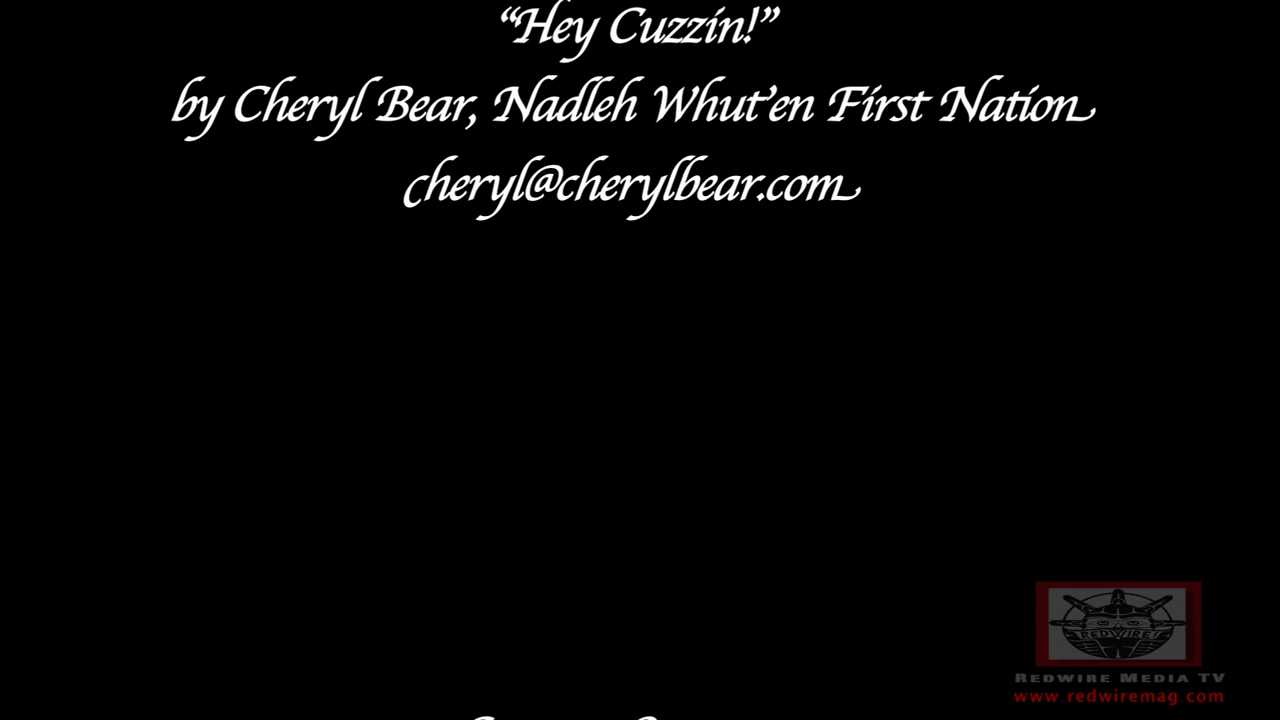 “Hey Cuzzin!”
by Cheryl Bear, Nadleh Whut’en First Nation
cheryl@cherylbear.com
REDWIRE
REDWIRE MEDIA TV
www.redwiremag.com